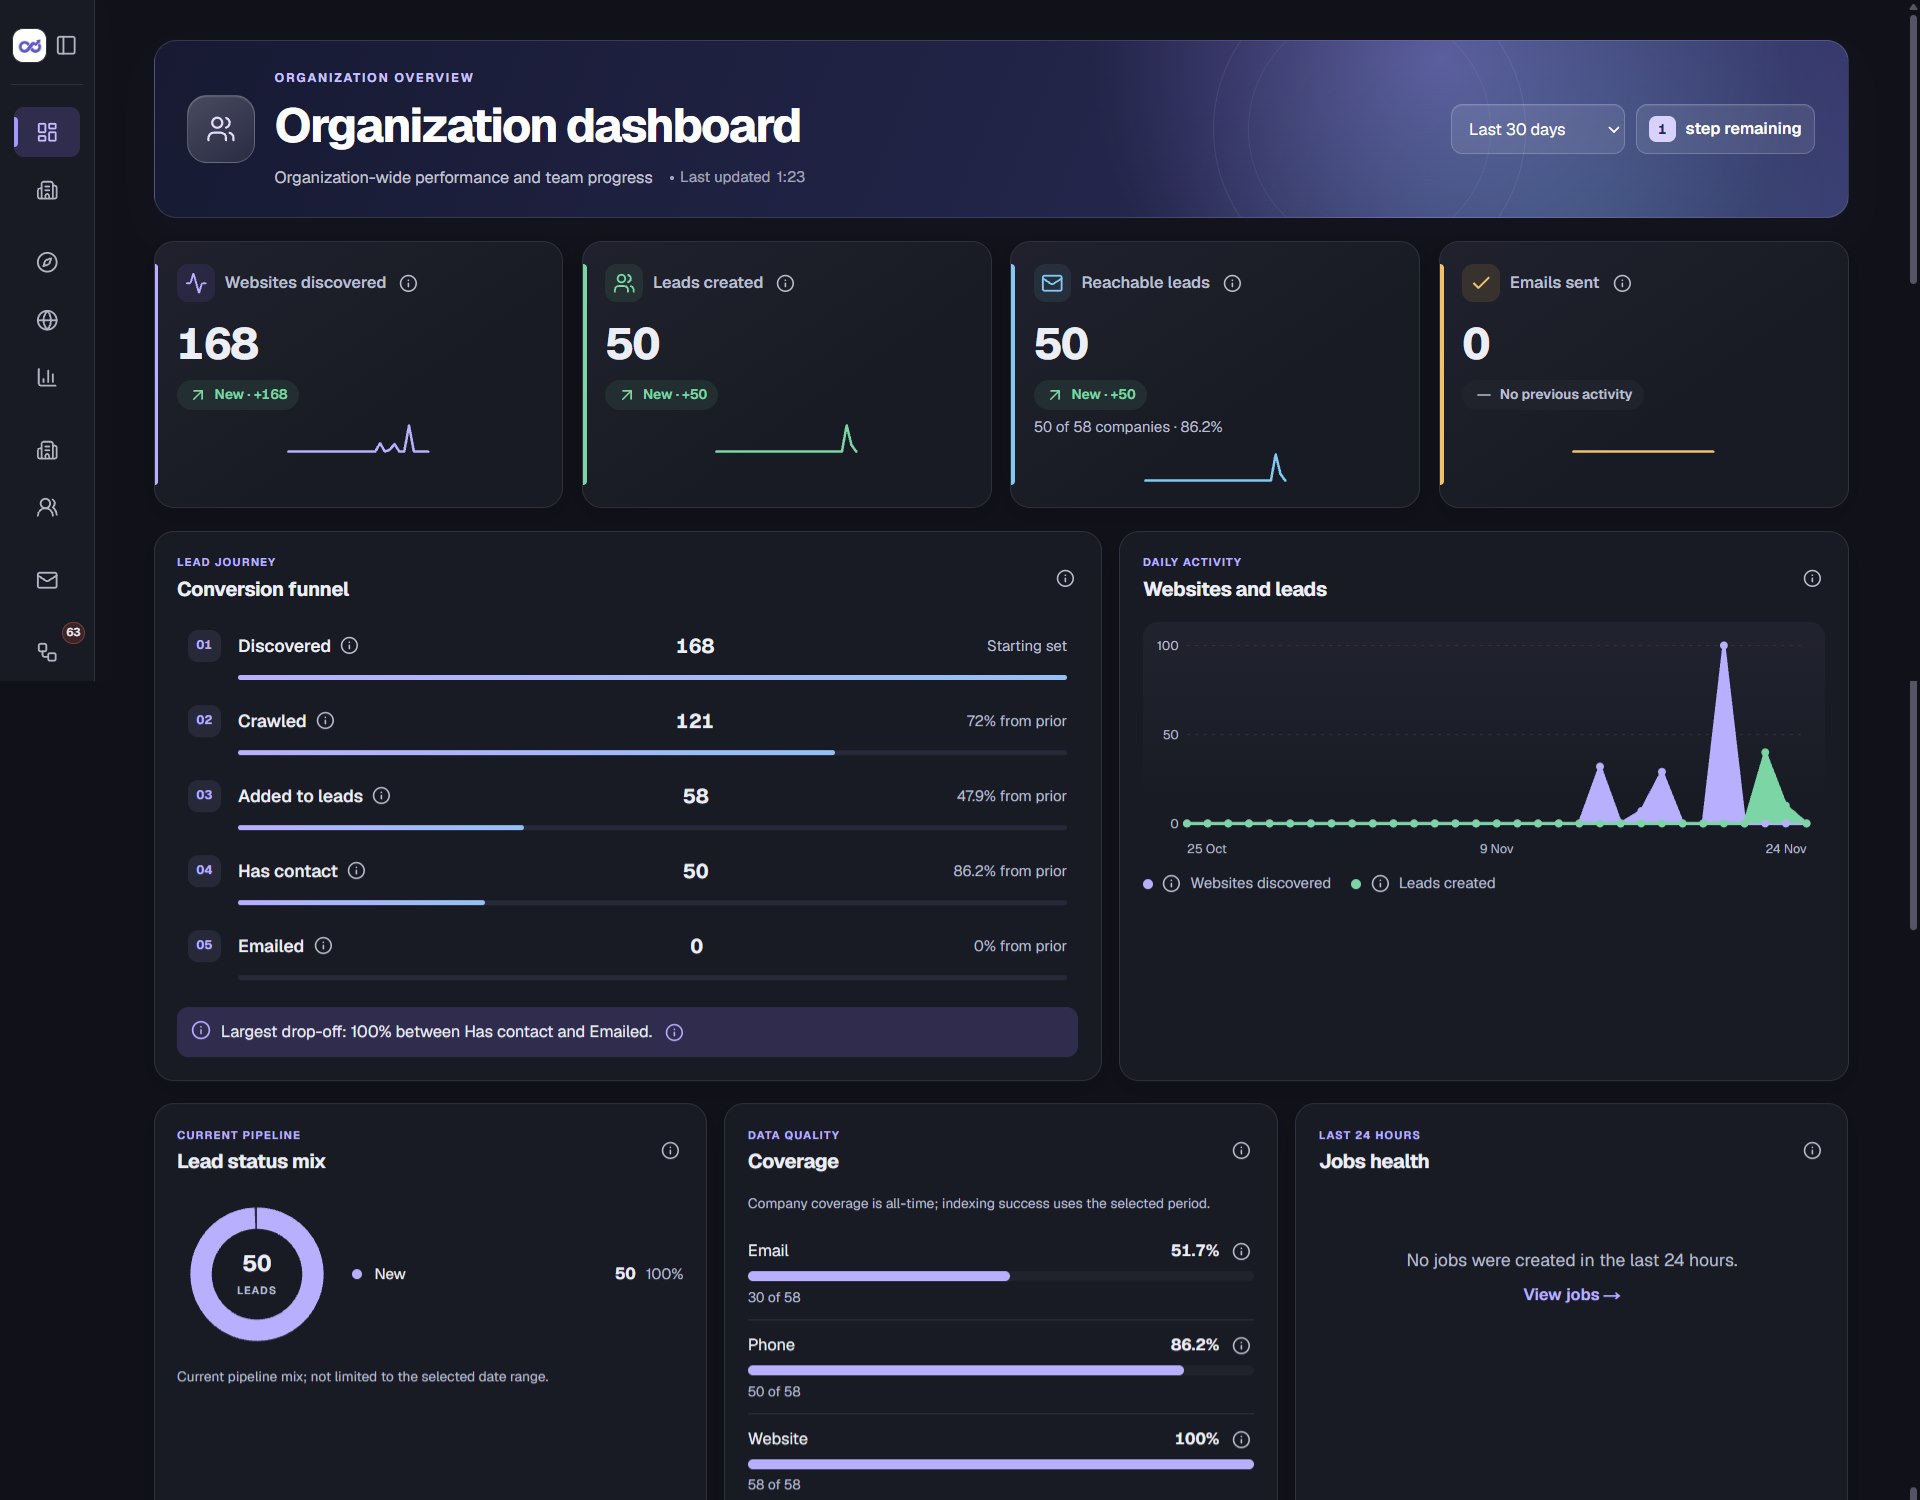 ORGANIZATION OVERVIEW
Organization dashboard
Organization-wide performance and team progress • Last updated 1:23
Last 30 days
1 step remaining
63
Websites discovered
168
New · +168
Leads created
50
New · +50
Reachable leads
50
New · +50
50 of 58 companies · 86.2%
Emails sent
0
No previous activity
LEAD JOURNEY
Conversion funnel
01 Discovered 168 Starting set
02 Crawled 121 72% from prior
03 Added to leads 58 47.9% from prior
04 Has contact 50 86.2% from prior
05 Emailed 0 0% from prior
Largest drop-off: 100% between Has contact and Emailed.
DAILY ACTIVITY
Websites and leads
100
50
0
25 Oct 9 Nov 24 Nov
Websites discovered Leads created
CURRENT PIPELINE
Lead status mix
50
LEADS
New 50 100%
Current pipeline mix; not limited to the selected date range.
DATA QUALITY
Coverage
Company coverage is all-time; indexing success uses the selected period.
Email 51.7%
30 of 58
Phone 86.2%
50 of 58
Website 100%
58 of 58
LAST 24 HOURS
Jobs health
No jobs were created in the last 24 hours.
View jobs →